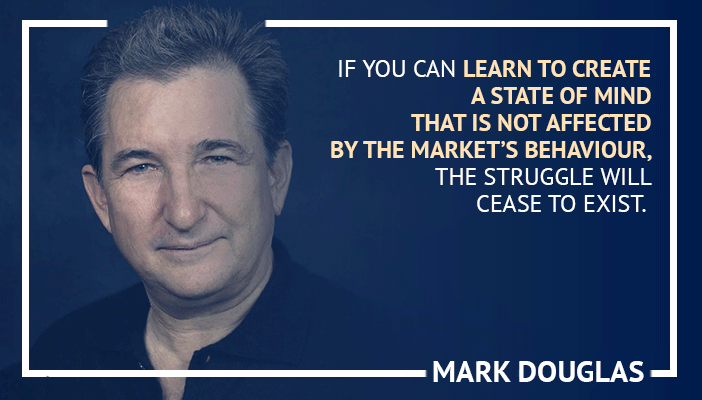 IF YOU CAN LEARN TO CREATE
A STATE OF MIND
THAT IS NOT AFFECTED
BY THE MARKET'S BEHAVIOUR,
THE STRUGGLE WILL
CEASE TO EXIST.
MARK DOUGLAS